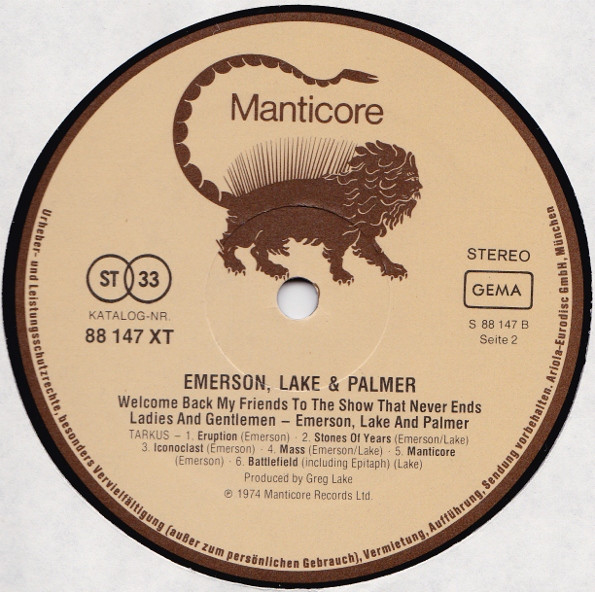 Manticore
ST 33
KATALOG-NR.
88 147 XT
STEREO
GEMA
S 88 147 B
Seite 2
EMERSON, LAKE & PALMER
Welcome Back My Friends To The Show That Never Ends
Ladies And Gentlemen – Emerson, Lake And Palmer
TARKUS – 1. Eruption (Emerson) · 2. Stones Of Years (Emerson/Lake)
3. Iconoclast (Emerson) · 4. Mass (Emerson/Lake) · 5. Manticore
(Emerson) · 6. Battlefield (including Epitaph) (Lake)
Produced by Greg Lake
℗ 1974 Manticore Records Ltd.
Urheber- und Leistungsschutzrechte, besonders Vervielfältigung (außer zum persönlichen Gebrauch), Vermietung, Aufführung, Sendung vorbehalten. Ariola-Eurodisc GmbH, München